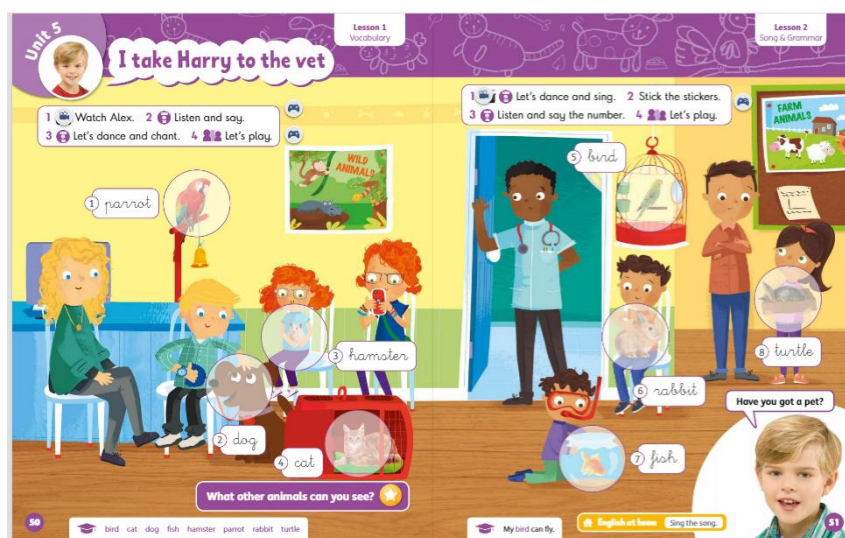 Unit 5
I take Harry to the vet
Lesson 1
Vocabulary
1 Watch Alex. 2 Listen and say.
3 Let's dance and chant. 4 Let's play.
WILD
ANIMALS
1 parrot
3 hamster
2 dog
4 cat
What other animals can you see?
50
bird cat dog fish hamster parrot rabbit turtle
Lesson 2
Song & Grammar
1 Let's dance and sing. 2 Stick the stickers.
3 Listen and say the number. 4 Let's play.
FARM
ANIMALS
5 bird
8 turtle
6 rabbit
7 fish
Have you got a pet?
My bird can fly.
English at home Sing the song.
51